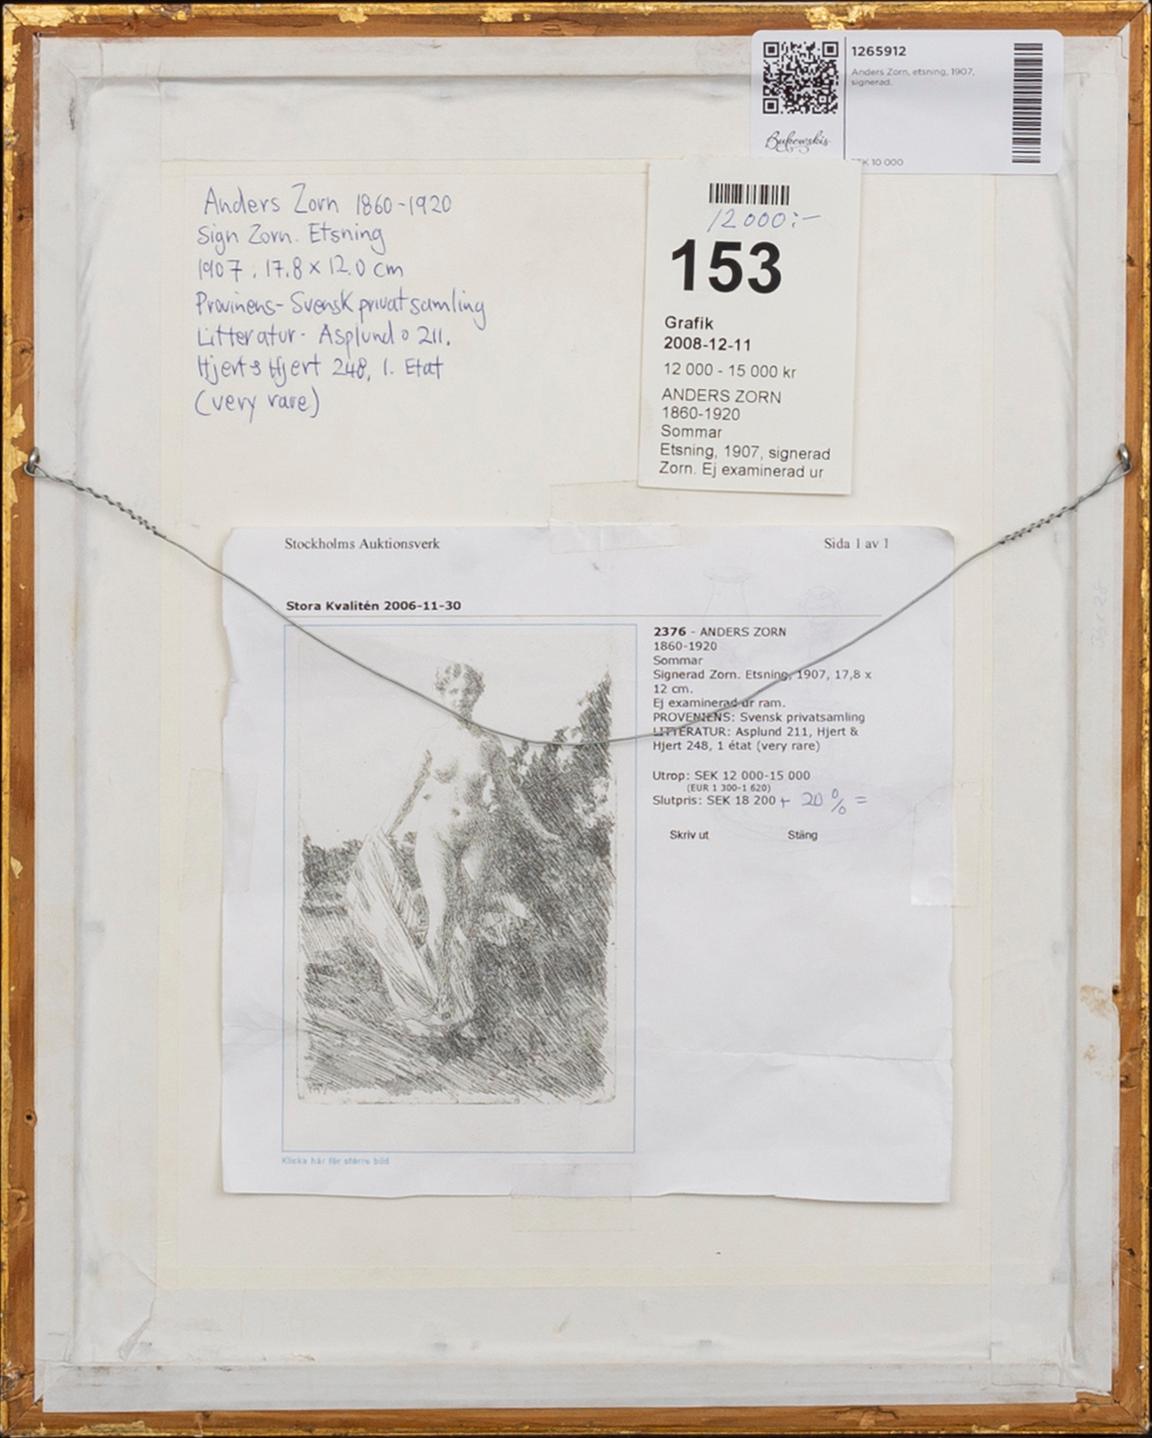 1265912
Anders Zorn, etsning, 1907,
signerad.
Bukowskis
10 000
Anders Zorn 1860-1920
Sign Zorn. Etsning
1907. 17.8 x 12.0 cm
Provinens- Svensk privatsamling
Litteratur- Asplund 211.
Hjert & Hjert 248, 1. Etat
(very rare)
12000:-
153
Grafik
2008-12-11
12 000 - 15 000 kr
ANDERS ZORN
1860-1920
Sommar
Etsning, 1907, signerad
Zorn. Ej examinerad ur
Stockholms Auktionsverk
Sida 1 av 1
Stora Kvalitén 2006-11-30
2376 - ANDERS ZORN
1860-1920
Sommar
Signerad Zorn. Etsning, 1907, 17,8 x
12 cm.
Ej examinerad ur ram.
PROVENIENS: Svensk privatsamling
LITTERATUR: Asplund 211, Hjert &
Hjert 248, 1 état (very rare)
Utrop: SEK 12 000-15 000
(EUR 1 300-1 620)
Slutpris: SEK 18 200 + 20 % =
Skriv ut
Stäng
Klicka här för större bild